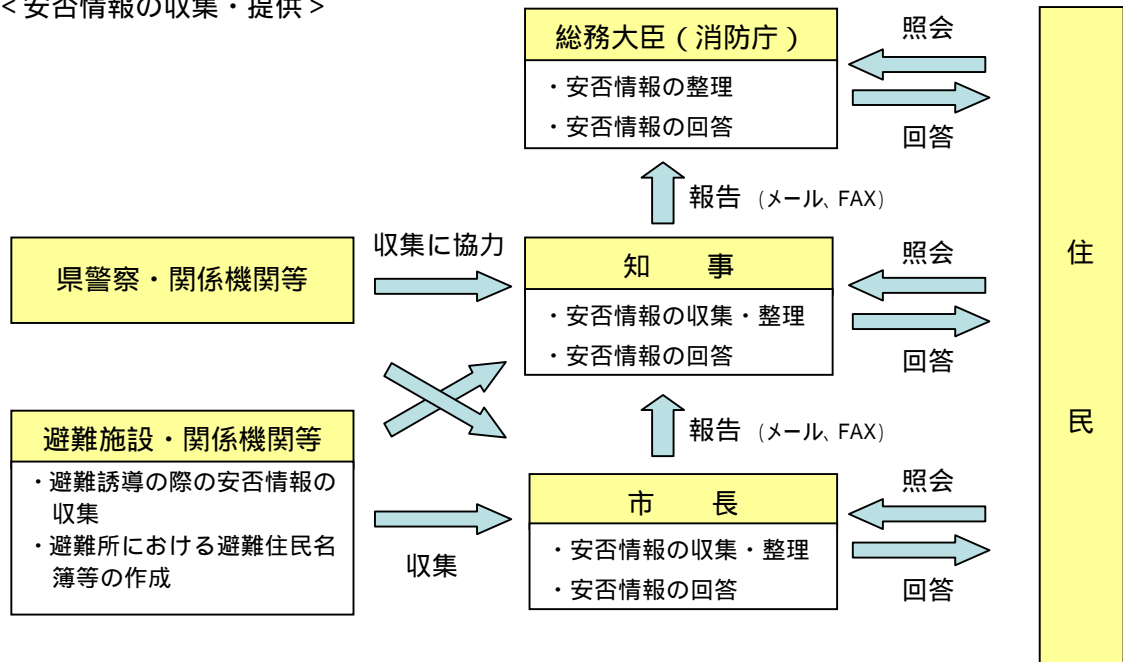 <安否情報の収集・提供>
総務大臣(消防庁)
・安否情報の整理
・安否情報の回答
照会
回答
報告 (メール、FAX)
県警察・関係機関等
収集に協力
知 事
・安否情報の収集・整理
・安否情報の回答
照会
回答
報告 (メール、FAX)
避難施設・関係機関等
・避難誘導の際の安否情報の
収集
・避難所における避難住民名
簿等の作成
収集
市 長
・安否情報の収集・整理
・安否情報の回答
照会
回答
住
民